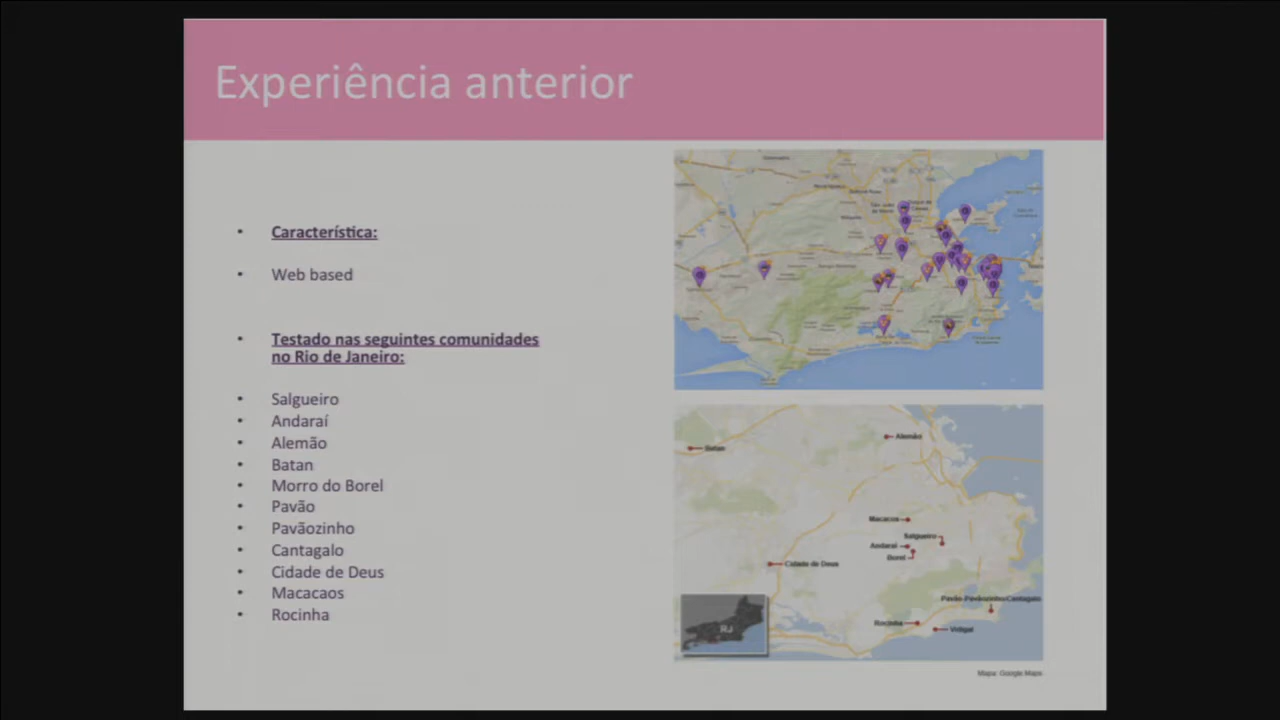 Experiência anterior
• Característica:
• Web based
• Testado nas seguintes comunidades
no Rio de Janeiro:
• Salgueiro
• Andaraí
• Alemão
• Batan
• Morro do Borel
• Pavão
• Pavãozinho
• Cantagalo
• Cidade de Deus
• Macacaos
• Rocinha
Alemão
Batan
Macacos
Salgueiro
Andaraí
Borel
Cidade de Deus
Pavão-Pavãozinho/Cantagalo
Rocinha
Vidigal
RJ
Mapa: Google Maps